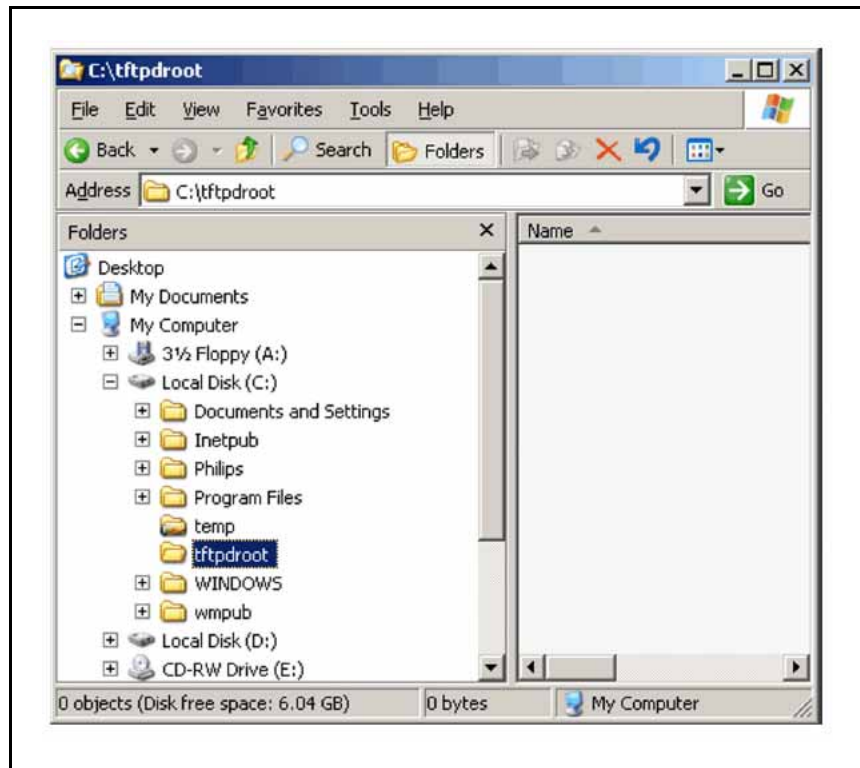 C:\tftpdroot
File Edit View Favorites Tools Help
Back Search Folders
Address C:\tftpdroot Go
Folders
Name
Desktop
My Documents
My Computer
3½ Floppy (A:)
Local Disk (C:)
Documents and Settings
Inetpub
Philips
Program Files
temp
tftpdroot
WINDOWS
wmpub
Local Disk (D:)
CD-RW Drive (E:)
0 objects (Disk free space: 6.04 GB) 0 bytes My Computer